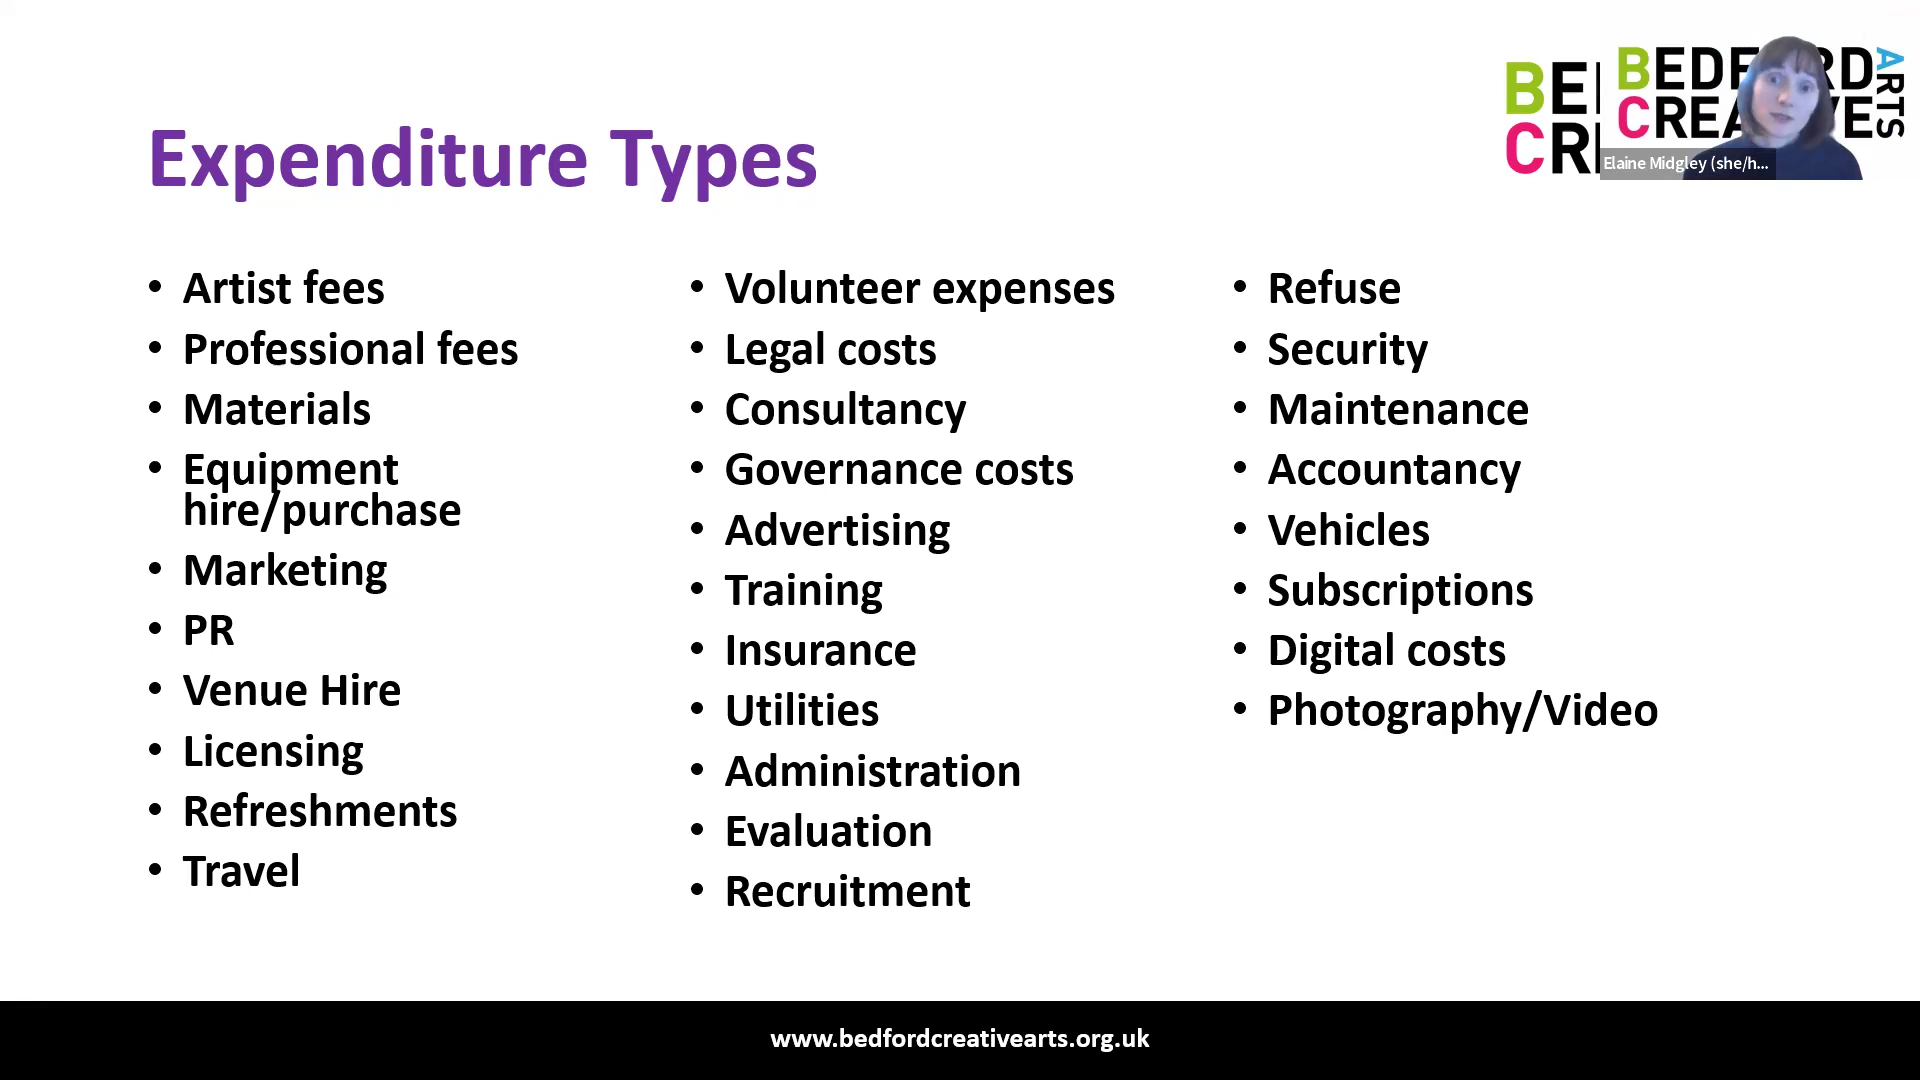 Expenditure Types
• Artist fees
• Professional fees
• Materials
• Equipment
hire/purchase
• Marketing
• PR
• Venue Hire
• Licensing
• Refreshments
• Travel
• Volunteer expenses
• Legal costs
• Consultancy
• Governance costs
• Advertising
• Training
• Insurance
• Utilities
• Administration
• Evaluation
• Recruitment
• Refuse
• Security
• Maintenance
• Accountancy
• Vehicles
• Subscriptions
• Digital costs
• Photography/Video
ARTS
Elaine Midgley (she/h...
www.bedfordcreativearts.org.uk